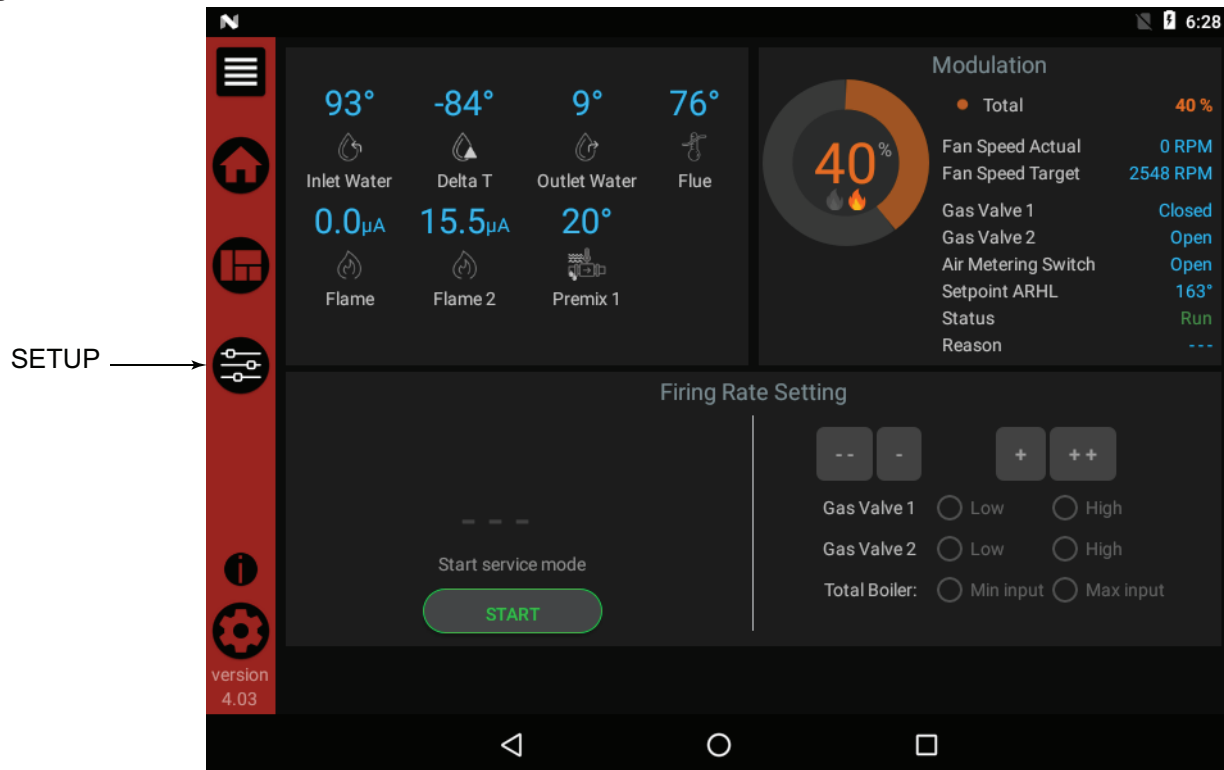 6:28
SETUP
93° -84° 9° 76°
Inlet Water Delta T Outlet Water Flue
0.0µA 15.5µA 20°
Flame Flame 2 Premix 1
Modulation
40%
Total 40 %
Fan Speed Actual 0 RPM
Fan Speed Target 2548 RPM
Gas Valve 1 Closed
Gas Valve 2 Open
Air Metering Switch Open
Setpoint ARHL 163°
Status Run
Reason ---
Firing Rate Setting
---
Start service mode
START
-- - + ++
Gas Valve 1 Low High
Gas Valve 2 Low High
Total Boiler: Min input Max input
version
4.03